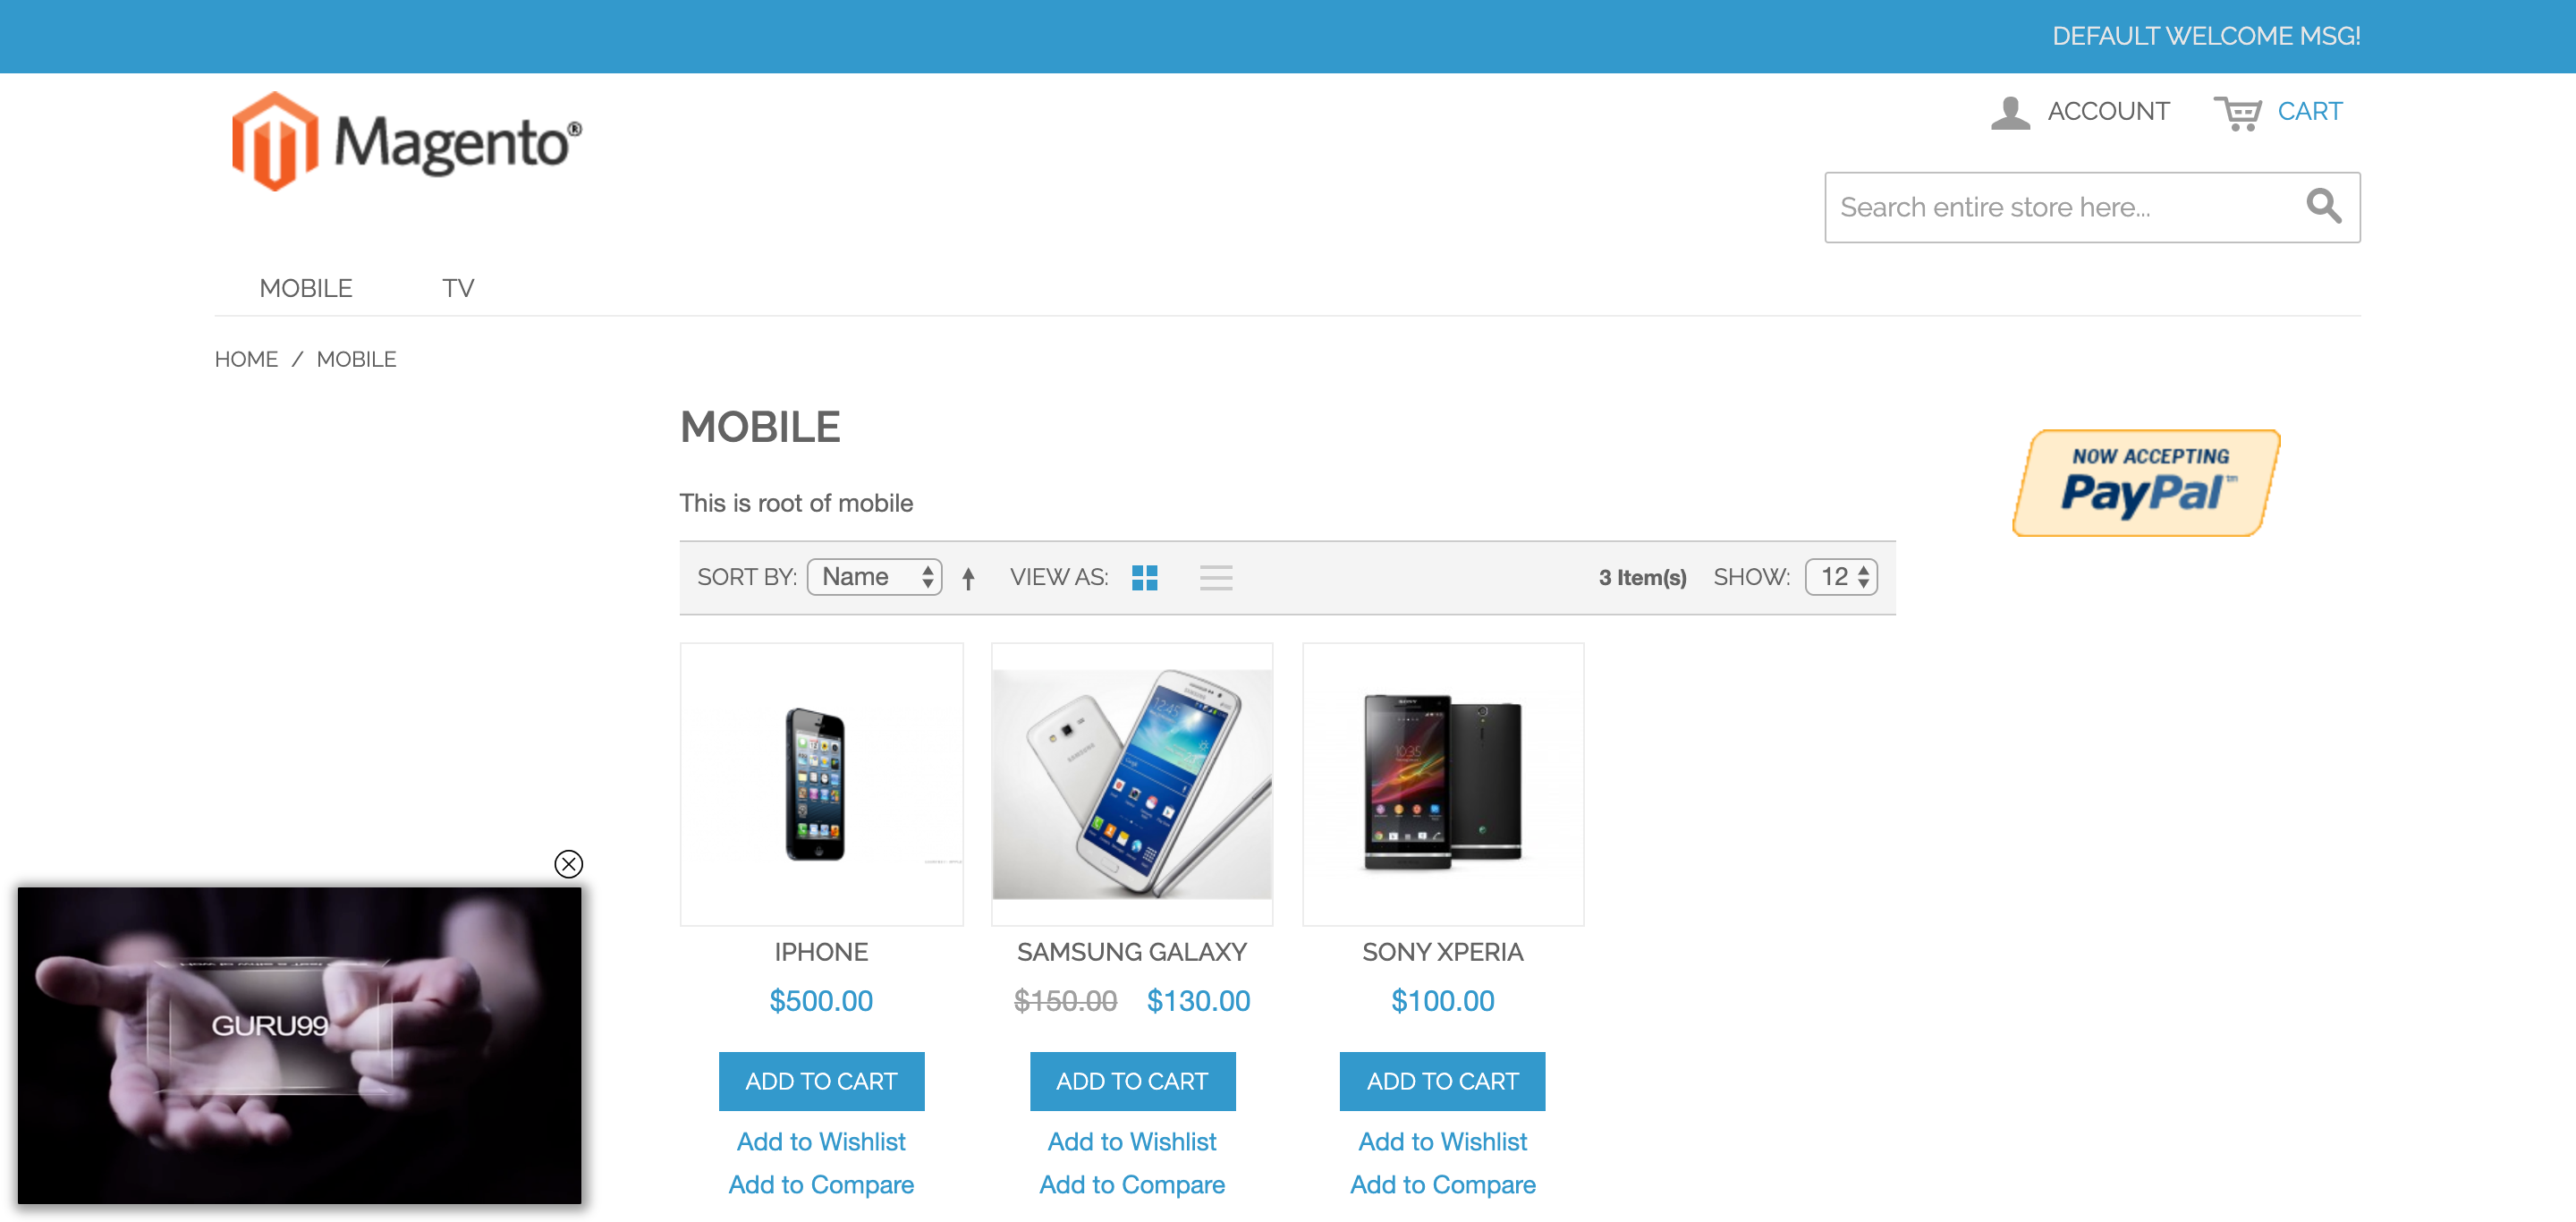 DEFAULT WELCOME MSG!
Magento®
ACCOUNT CART
Search entire store here...
MOBILE TV
HOME / MOBILE
MOBILE
NOW ACCEPTING
PayPal™
This is root of mobile
SORT BY: Name VIEW AS: 3 Item(s) SHOW: 12
IPHONE SAMSUNG GALAXY SONY XPERIA
$500.00 $150.00 $130.00 $100.00
ADD TO CART ADD TO CART ADD TO CART
Add to Wishlist Add to Wishlist Add to Wishlist
Add to Compare Add to Compare Add to Compare
GURU99